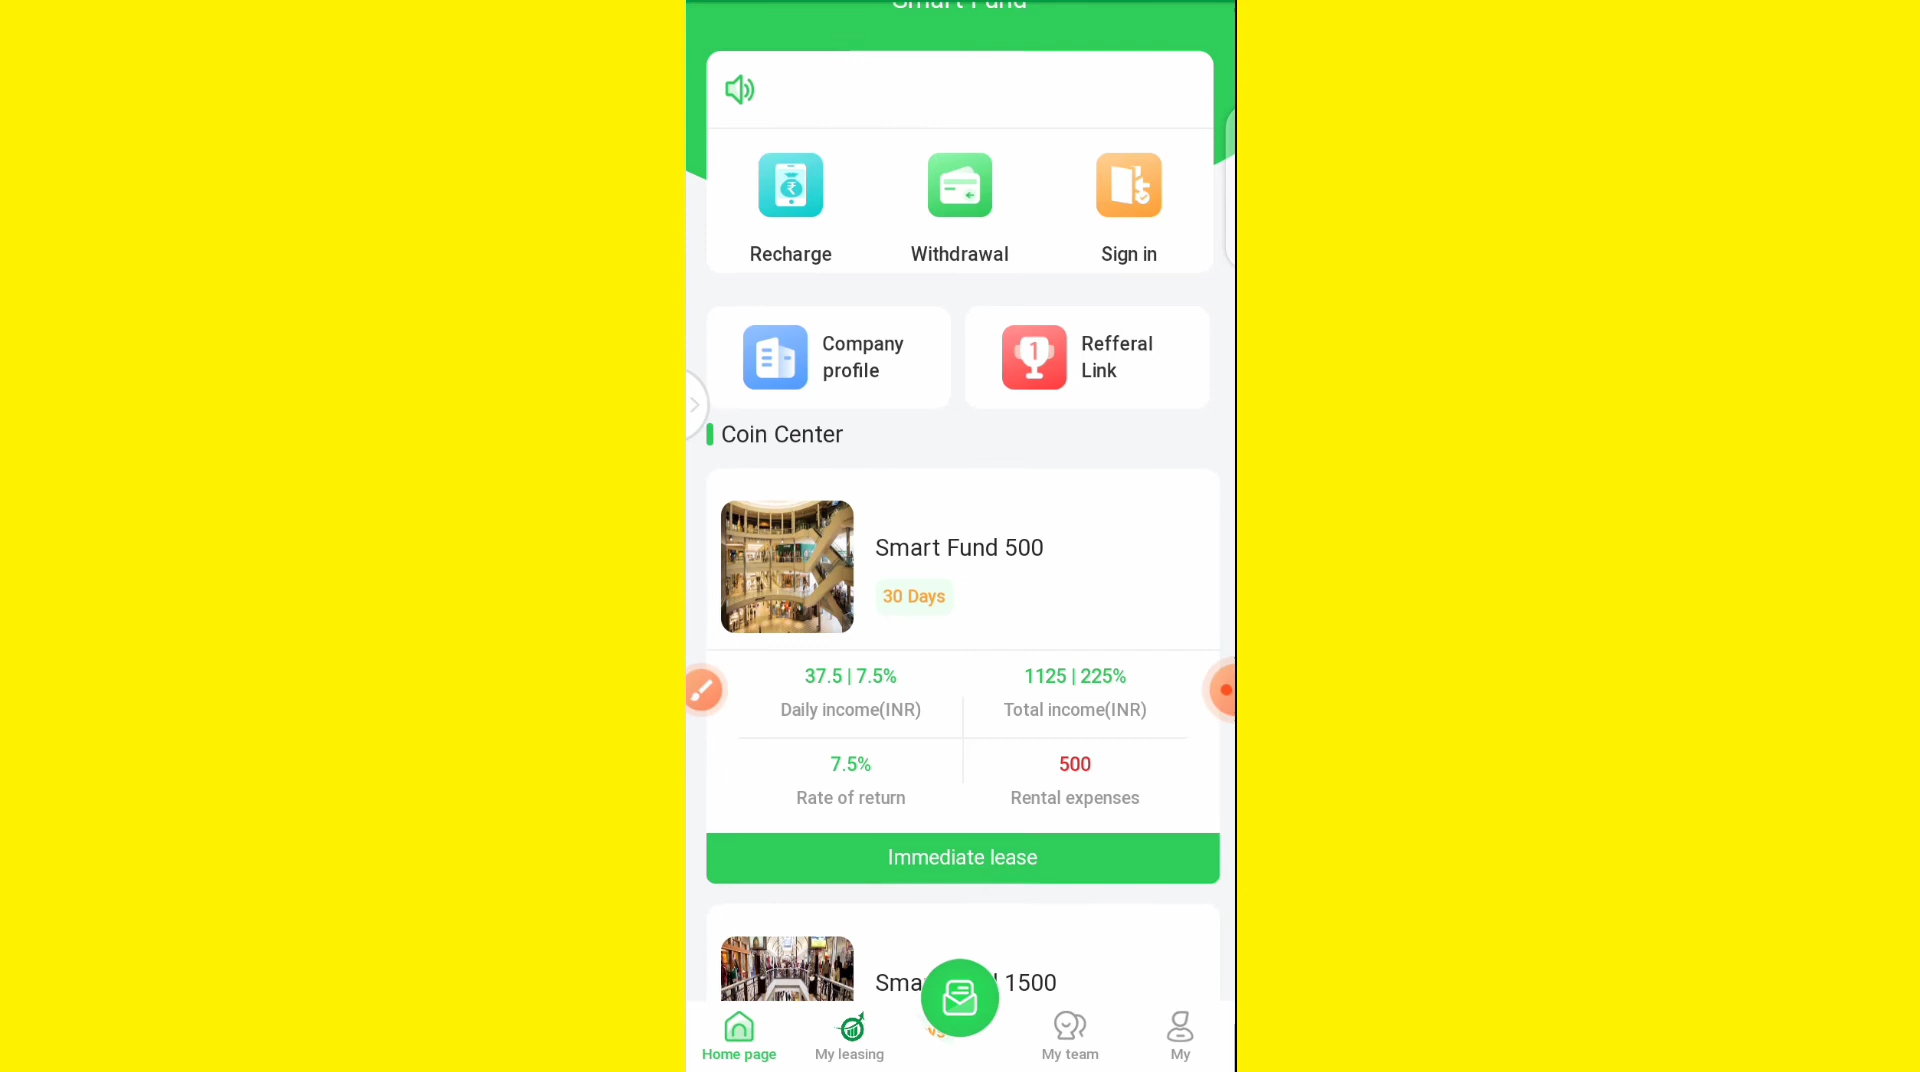 Smart Fund
Recharge
Withdrawal
Sign in
Company
profile
Refferal
Link
Coin Center
Smart Fund 500
30 Days
37.5 | 7.5%
1125 | 225%
Daily income(INR)
Total income(INR)
7.5%
500
Rate of return
Rental expenses
Immediate lease
1500
Home page
My leasing
My team
My